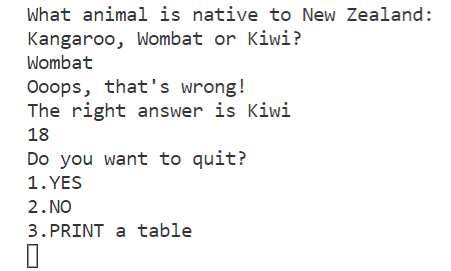 What animal is native to New Zealand:
Kangaroo, Wombat or Kiwi?
Wombat
Ooops, that's wrong!
The right answer is Kiwi
18
Do you want to quit?
1.YES
2.NO
3.PRINT a table